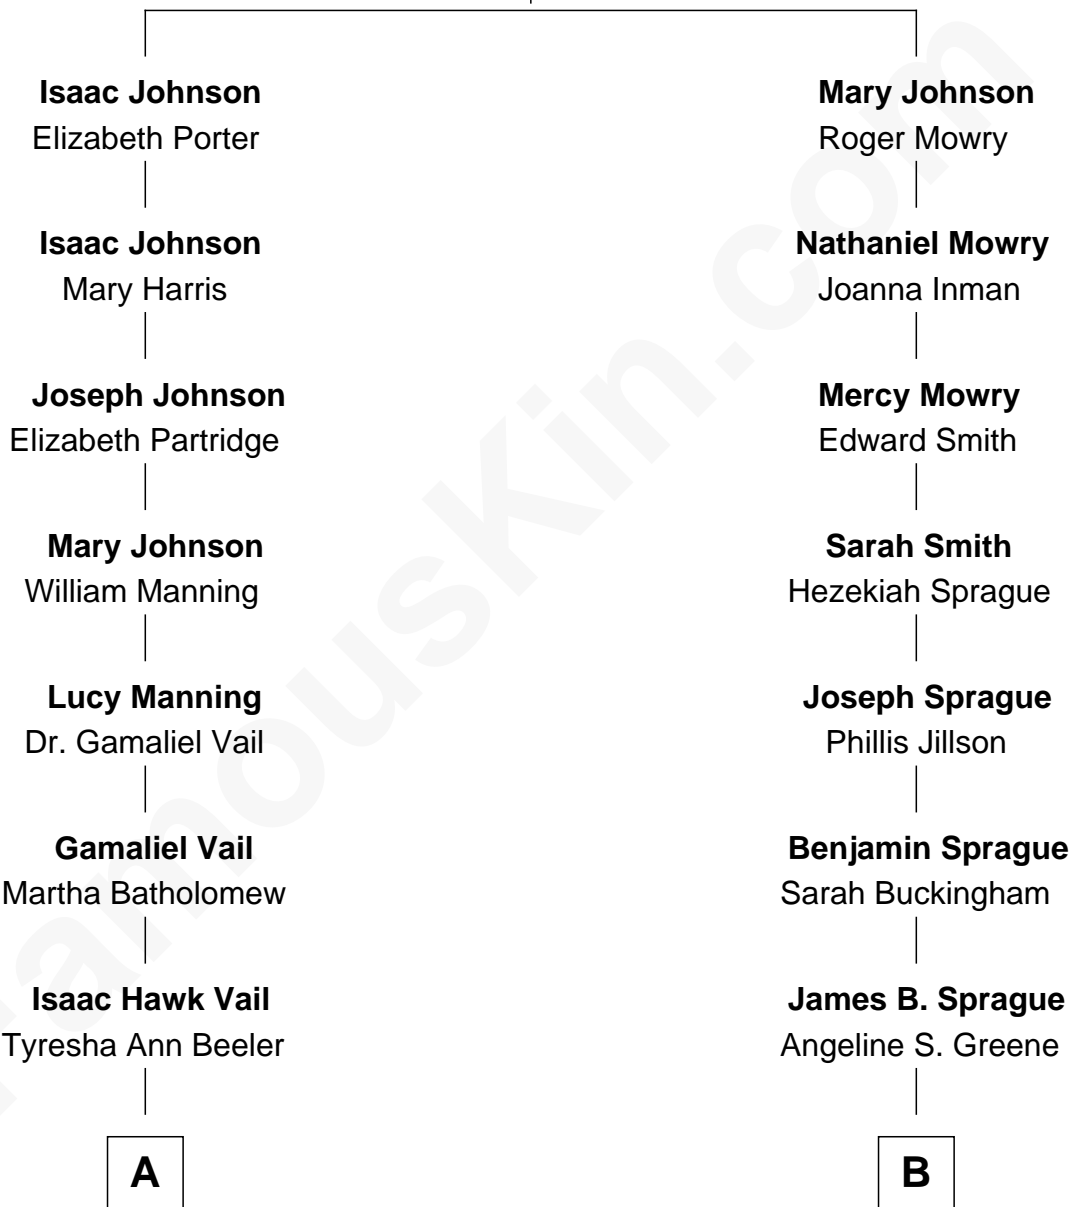 Isaac Johnson
Elizabeth Porter
Isaac Johnson
Mary Harris
Joseph Johnson
Elizabeth Partridge
Mary Johnson
William Manning
Lucy Manning
Dr. Gamaliel Vail
Gamaliel Vail
Martha Batholomew
Isaac Hawk Vail
Tyresha Ann Beeler
A
Mary Johnson
Roger Mowry
Nathaniel Mowry
Joanna Inman
Mercy Mowry
Edward Smith
Sarah Smith
Hezekiah Sprague
Joseph Sprague
Phillis Jillson
Benjamin Sprague
Sarah Buckingham
James B. Sprague
Angeline S. Greene
B
FamousKin.com